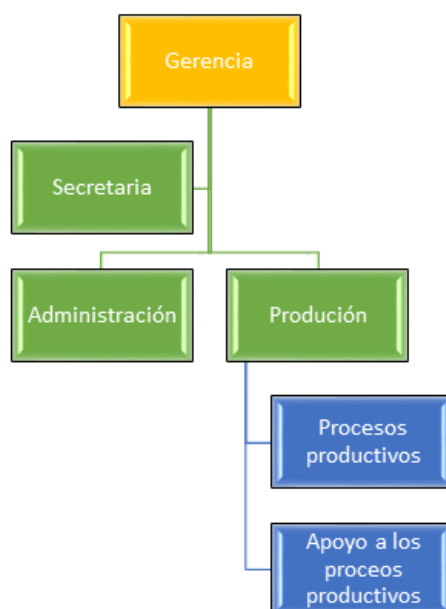 Gerencia
Secretaria
Administración
Produción
Procesos
productivos
Apoyo a los
proceos
productivos